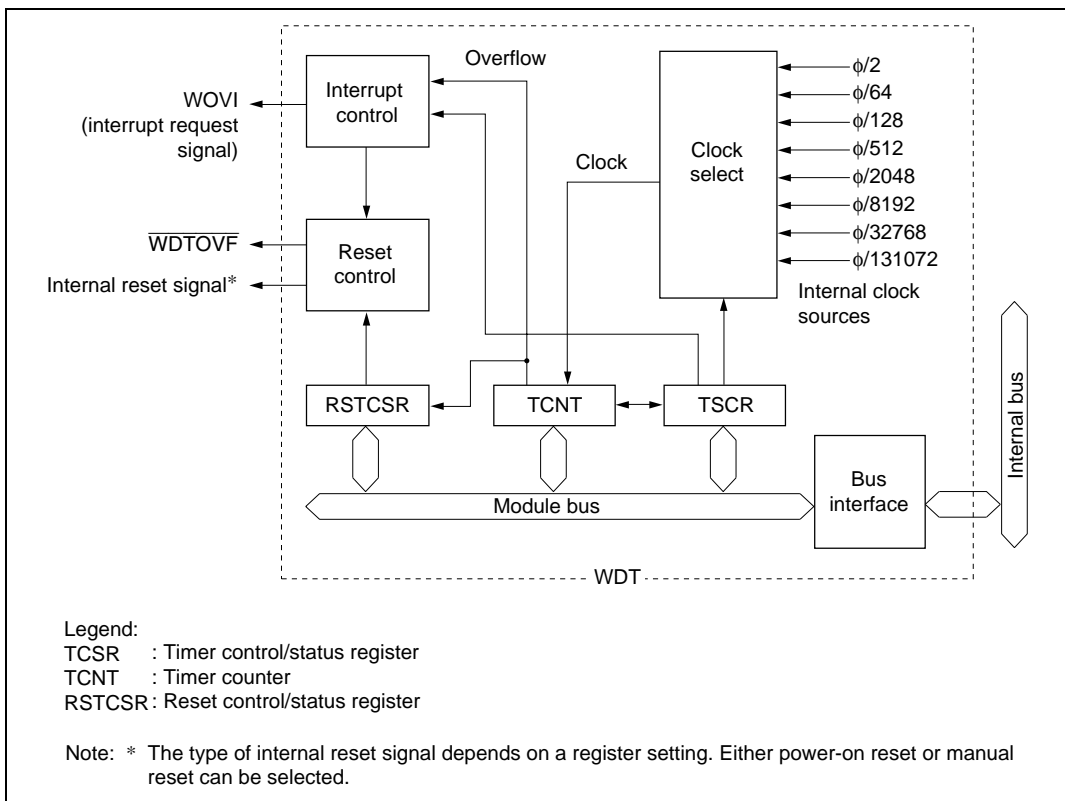 Overflow
Interrupt
control
WOVI
(interrupt request
signal)
Clock
Clock
select
ϕ/2
ϕ/64
ϕ/128
ϕ/512
ϕ/2048
ϕ/8192
ϕ/32768
ϕ/131072
Internal clock
sources
WDTOVF
Internal reset signal*
Reset
control
RSTCSR
TCNT
TSCR
Module bus
Bus
interface
Internal bus
WDT
Legend:
TCSR : Timer control/status register
TCNT : Timer counter
RSTCSR : Reset control/status register
Note: * The type of internal reset signal depends on a register setting. Either power-on reset or manual
reset can be selected.